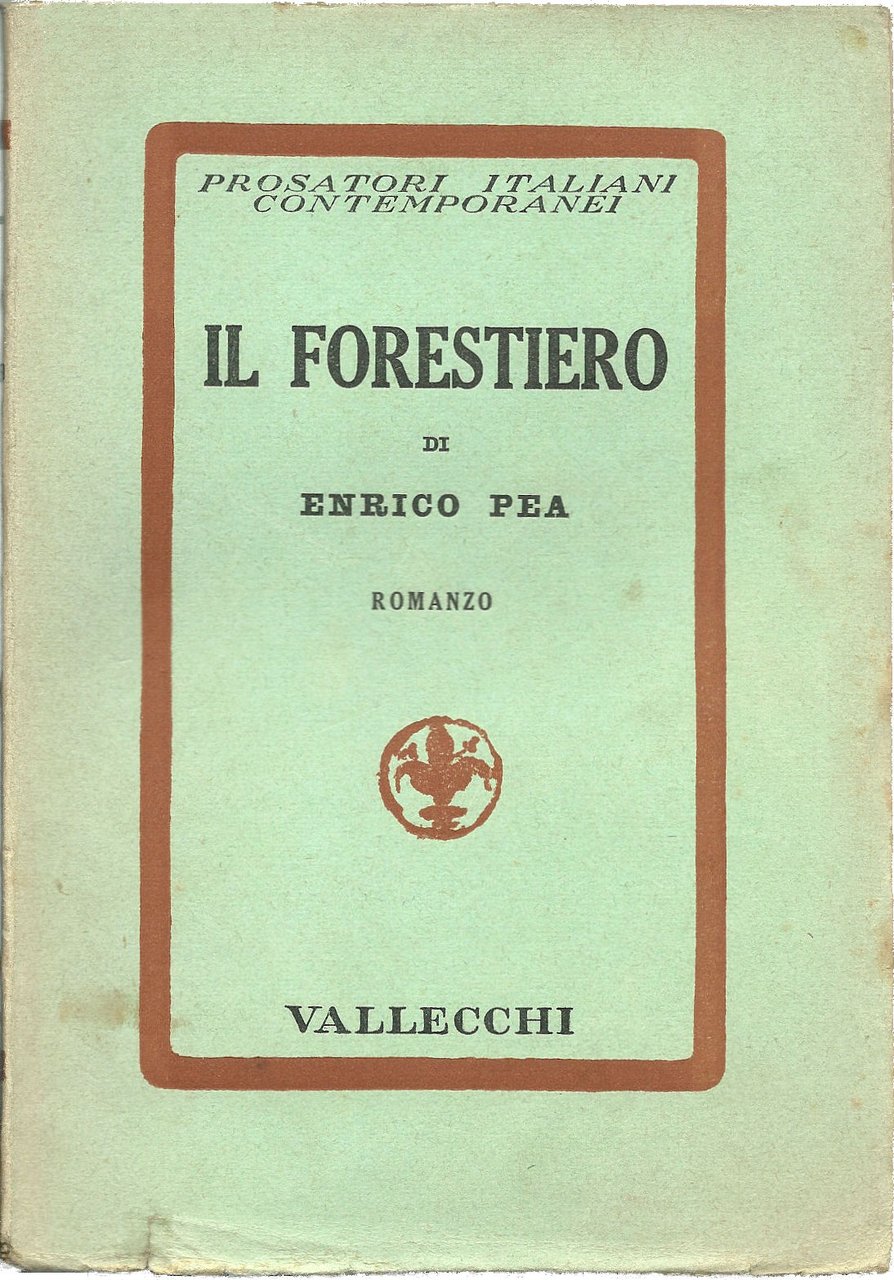 PROSATORI ITALIANI
CONTEMPORANEI
IL FORESTIERO
DI
ENRICO PEA
ROMANZO
VALLECCHI